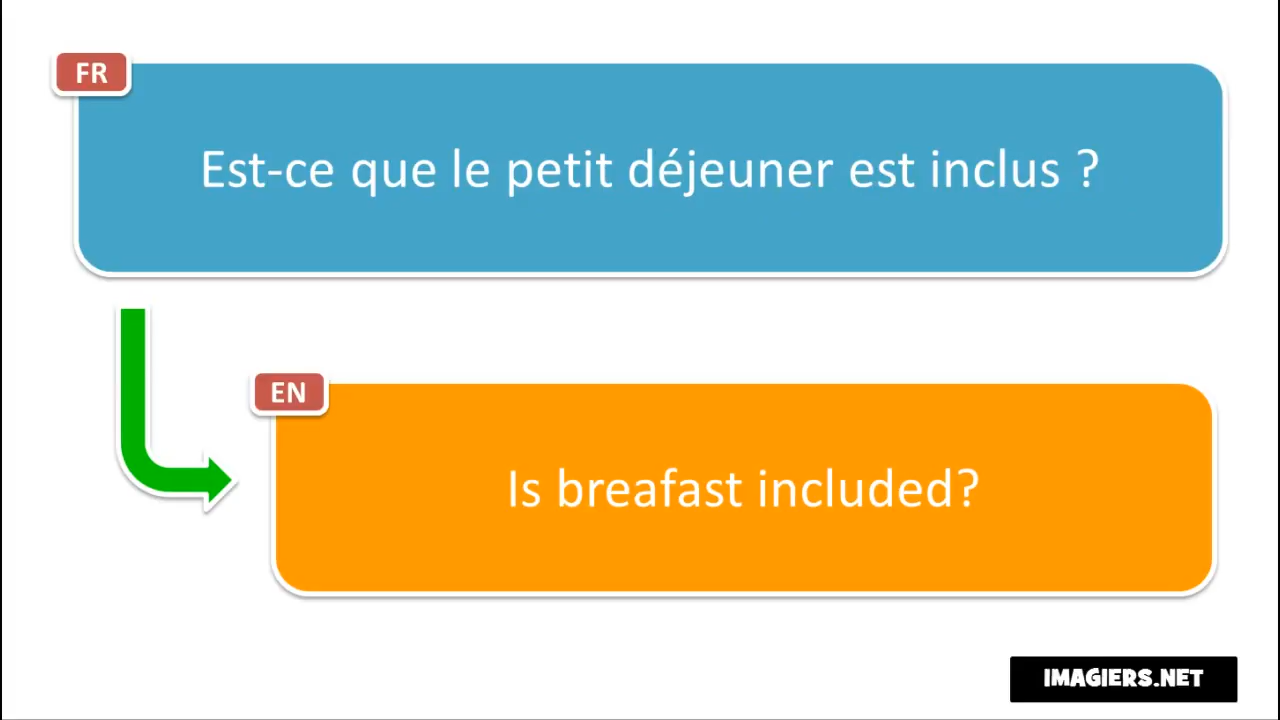 FR
Est-ce que le petit déjeuner est inclus ?
EN
Is breafast included?
IMAGIERS.NET